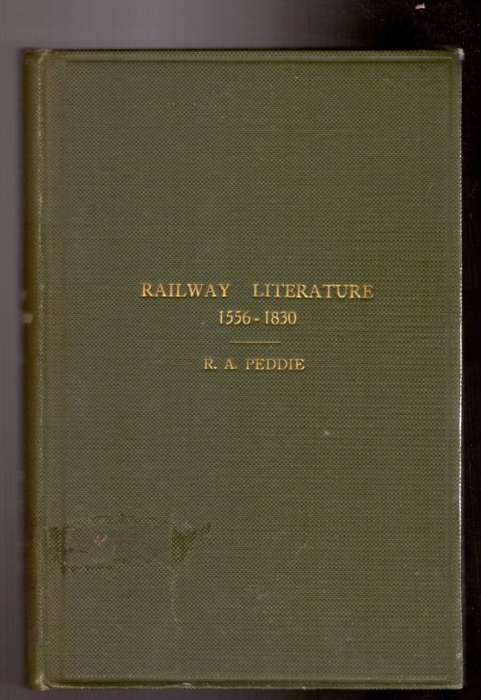 RAILWAY LITERATURE
1556-1830
R. A. PEDDIE